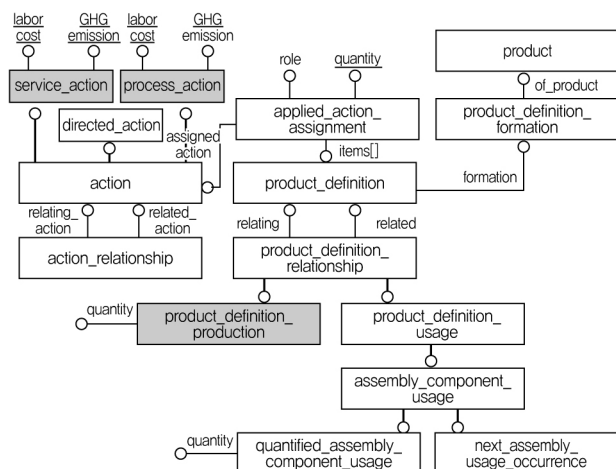 labor
cost
GHG
emission
labor
cost
GHG
emission
service_action
process_action
directed_action
assigned
action
action
relating_
action
related_
action
action_relationship
role
quantity
applied_action_
assignment
items[]
product_definition
relating
related
product_definition_
relationship
product
of_product
product_definition_
formation
formation
quantity
product_definition_
production
product_definition_
usage
assembly_component_
usage
quantity
quantified_assembly_
component_usage
next_assembly_
usage_occurrence